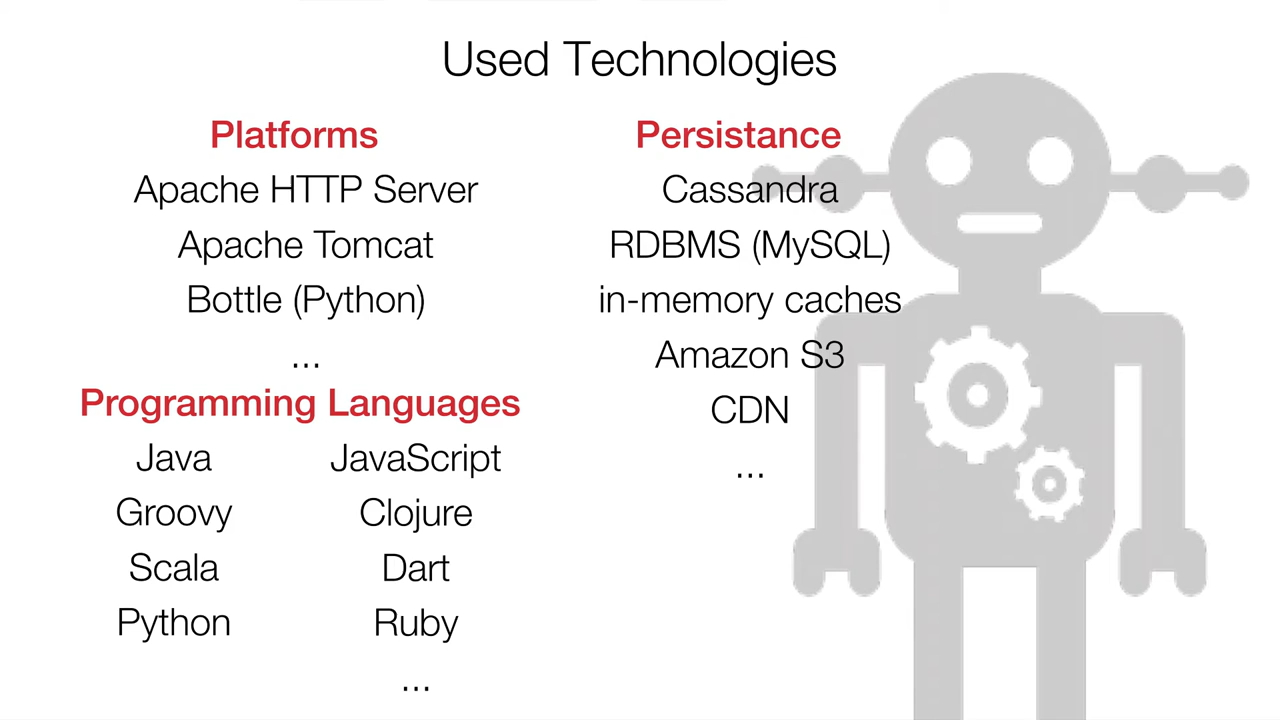 Used Technologies
Platforms
Apache HTTP Server
Apache Tomcat
Bottle (Python)
...
Programming Languages
Java JavaScript
Groovy Clojure
Scala Dart
Python Ruby
...
Persistance
Cassandra
RDBMS (MySQL)
in-memory caches
Amazon S3
CDN
...